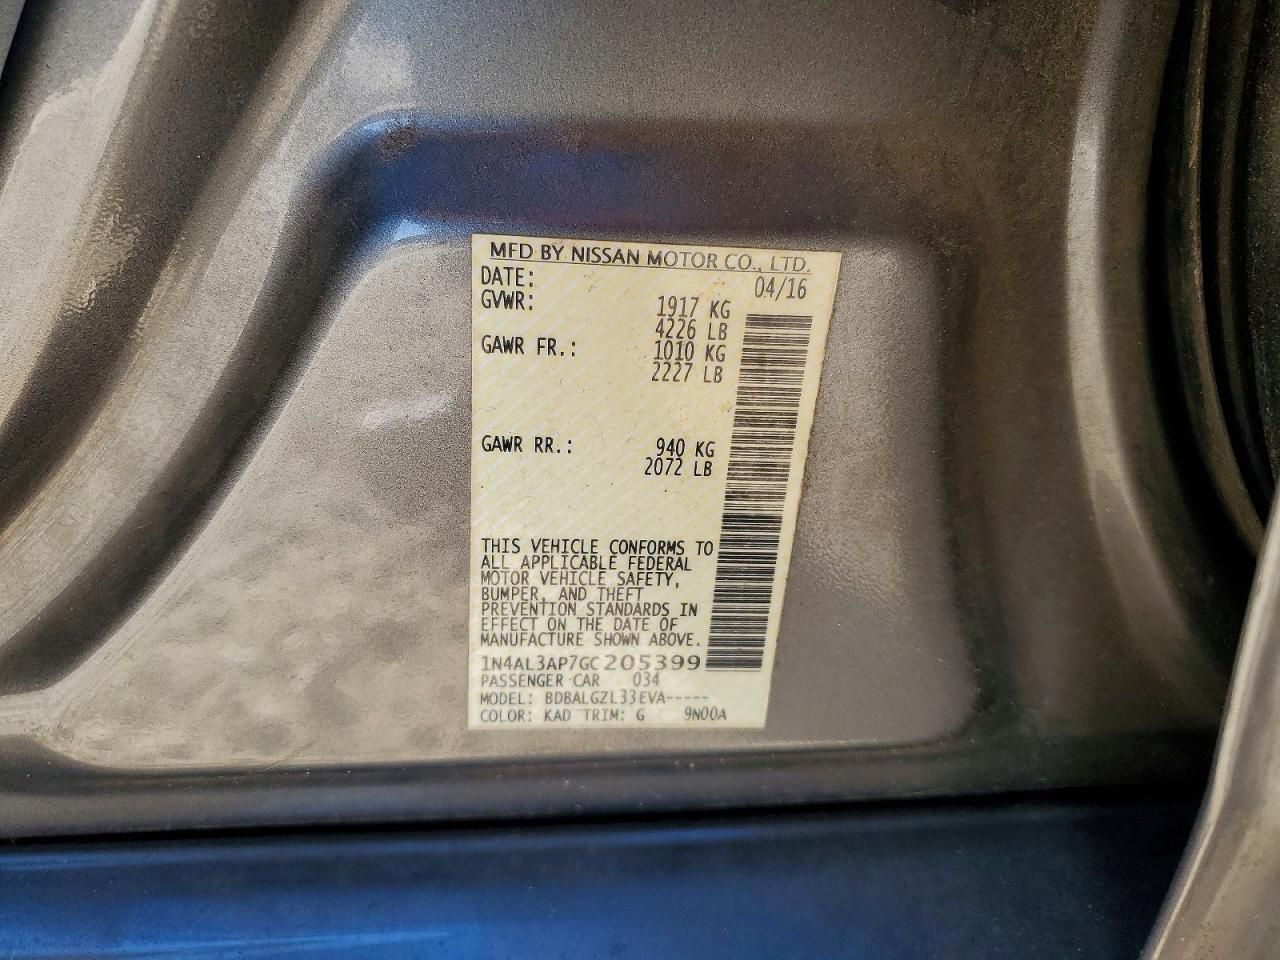 MFD BY NISSAN MOTOR CO., LTD.
DATE: 04/16
GVWR: 1917 KG
4226 LB
GAWR FR.: 1010 KG
2227 LB
GAWR RR.: 940 KG
2072 LB
THIS VEHICLE CONFORMS TO
ALL APPLICABLE FEDERAL
MOTOR VEHICLE SAFETY,
BUMPER, AND THEFT
PREVENTION STANDARDS IN
EFFECT ON THE DATE OF
MANUFACTURE SHOWN ABOVE.
1N4AL3AP7GC205399
PASSENGER CAR 034
MODEL: BDBALGZL33EVA-----
COLOR: KAD TRIM: G 9N00A